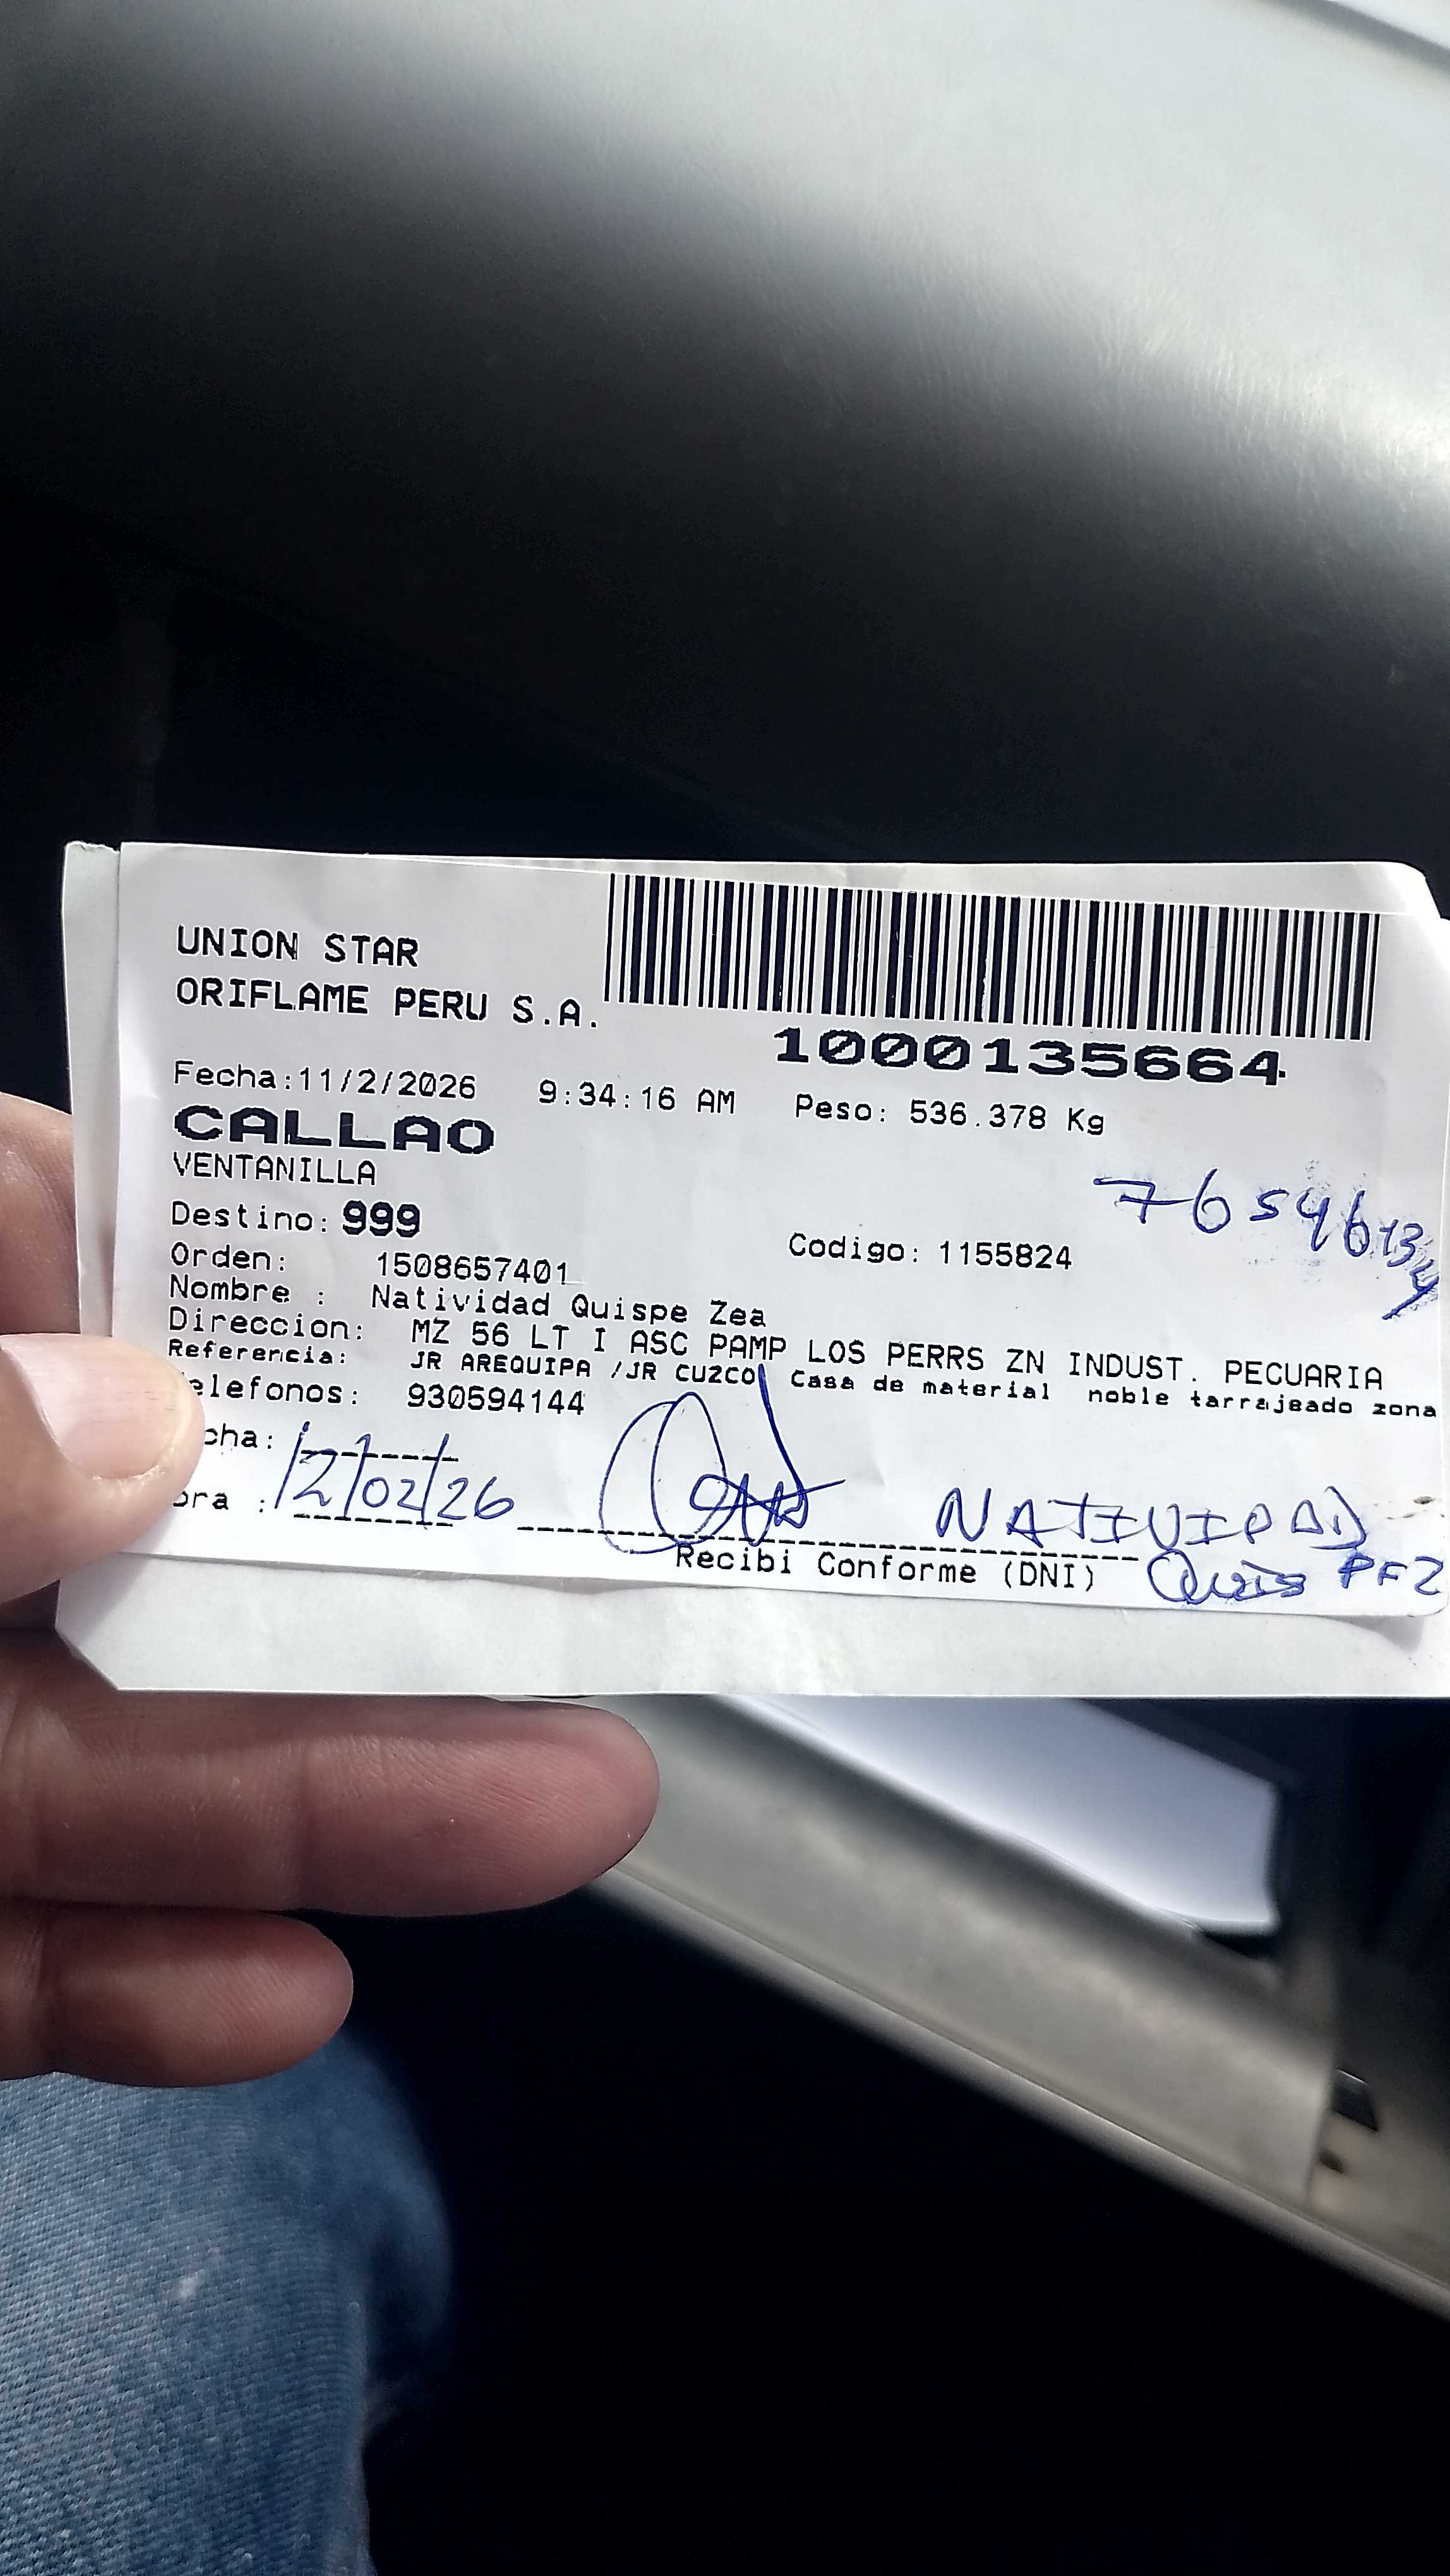 UNION STAR
ORIFLAME PERU S.A.
1000135664
Fecha:11/2/2026 9:34:16 AM Peso: 536.378 Kg
CALLAO
VENTANILLA
Destino: 999
Orden: 1508657401 Codigo: 1155824
Nombre : Natividad Quispe Zea
Direccion: MZ 56 LT I ASC PAMP LOS PERRS ZN INDUST. PECUARIA
Referencia: JR AREQUIPA /JR CUZCO Casa de material noble tarrajeado zona
elefonos: 930594144
cha:
ora : 12/02/26
NATIVIDAD
Recibi Conforme (DNI)